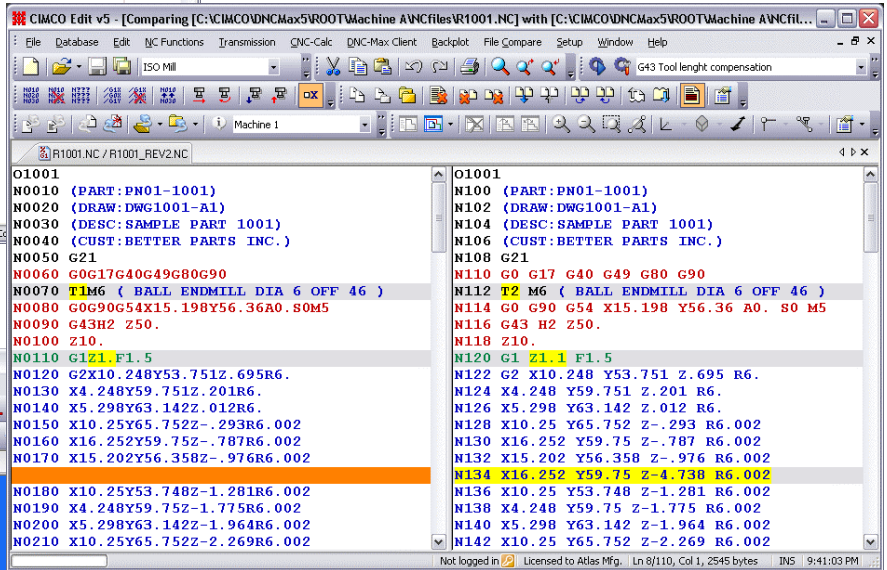 CIMCO Edit v5 - [Comparing [C:\CIMCO\DNCMax5\ROOT\Machine A\NCfiles\R1001.NC] with [C:\CIMCO\DNCMax5\ROOT\Machine A\NCfil...
File Database Edit NC Functions Transmission CNC-Calc DNC-Max Client Backplot File Compare Setup Window Help
ISO Mill
G43 Tool lenght compensation
Machine 1
R1001.NC / R1001_REV2.NC
O1001
N0010 (PART:PN01-1001)
N0020 (DRAW:DWG1001-A1)
N0030 (DESC:SAMPLE PART 1001)
N0040 (CUST:BETTER PARTS INC.)
N0050 G21
N0060 G0G17G40G49G80G90
N0070 T1M6 ( BALL ENDMILL DIA 6 OFF 46 )
N0080 G0G90G54X15.198Y56.36A0.S0M5
N0090 G43H2 Z50.
N0100 Z10.
N0110 G1Z1.F1.5
N0120 G2X10.248Y53.751Z.695R6.
N0130 X4.248Y59.751Z.201R6.
N0140 X5.298Y63.142Z.012R6.
N0150 X10.25Y65.752Z-.293R6.002
N0160 X16.252Y59.75Z-.787R6.002
N0170 X15.202Y56.358Z-.976R6.002
N0180 X10.25Y53.748Z-1.281R6.002
N0190 X4.248Y59.75Z-1.775R6.002
N0200 X5.298Y63.142Z-1.964R6.002
N0210 X10.25Y65.752Z-2.269R6.002
O1001
N100 (PART:PN01-1001)
N102 (DRAW:DWG1001-A1)
N104 (DESC:SAMPLE PART 1001)
N106 (CUST:BETTER PARTS INC.)
N108 G21
N110 G0 G17 G40 G49 G80 G90
N112 T2 M6 ( BALL ENDMILL DIA 6 OFF 46 )
N114 G0 G90 G54 X15.198 Y56.36 A0. S0 M5
N116 G43 H2 Z50.
N118 Z10.
N120 G1 Z1.1 F1.5
N122 G2 X10.248 Y53.751 Z.695 R6.
N124 X4.248 Y59.751 Z.201 R6.
N126 X5.298 Y63.142 Z.012 R6.
N128 X10.25 Y65.752 Z-.293 R6.002
N130 X16.252 Y59.75 Z-.787 R6.002
N132 X15.202 Y56.358 Z-.976 R6.002
N134 X16.252 Y59.75 Z-4.738 R6.002
N136 X10.25 Y53.748 Z-1.281 R6.002
N138 X4.248 Y59.75 Z-1.775 R6.002
N140 X5.298 Y63.142 Z-1.964 R6.002
N142 X10.25 Y65.752 Z-2.269 R6.002
Not logged in Licensed to Atlas Mfg. Ln 8/110, Col 1, 2545 bytes INS 9:41:03 PM